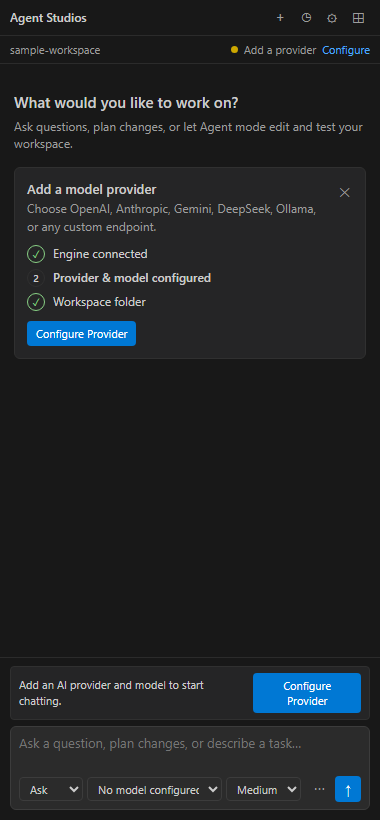 Agent Studios
sample-workspace
Add a provider Configure
What would you like to work on?
Ask questions, plan changes, or let Agent mode edit and test your
workspace.
Add a model provider
Choose OpenAI, Anthropic, Gemini, DeepSeek, Ollama,
or any custom endpoint.
Engine connected
2 Provider & model configured
Workspace folder
Configure Provider
Add an AI provider and model to start
chatting.
Configure
Provider
Ask a question, plan changes, or describe a task...
Ask No model configured Medium